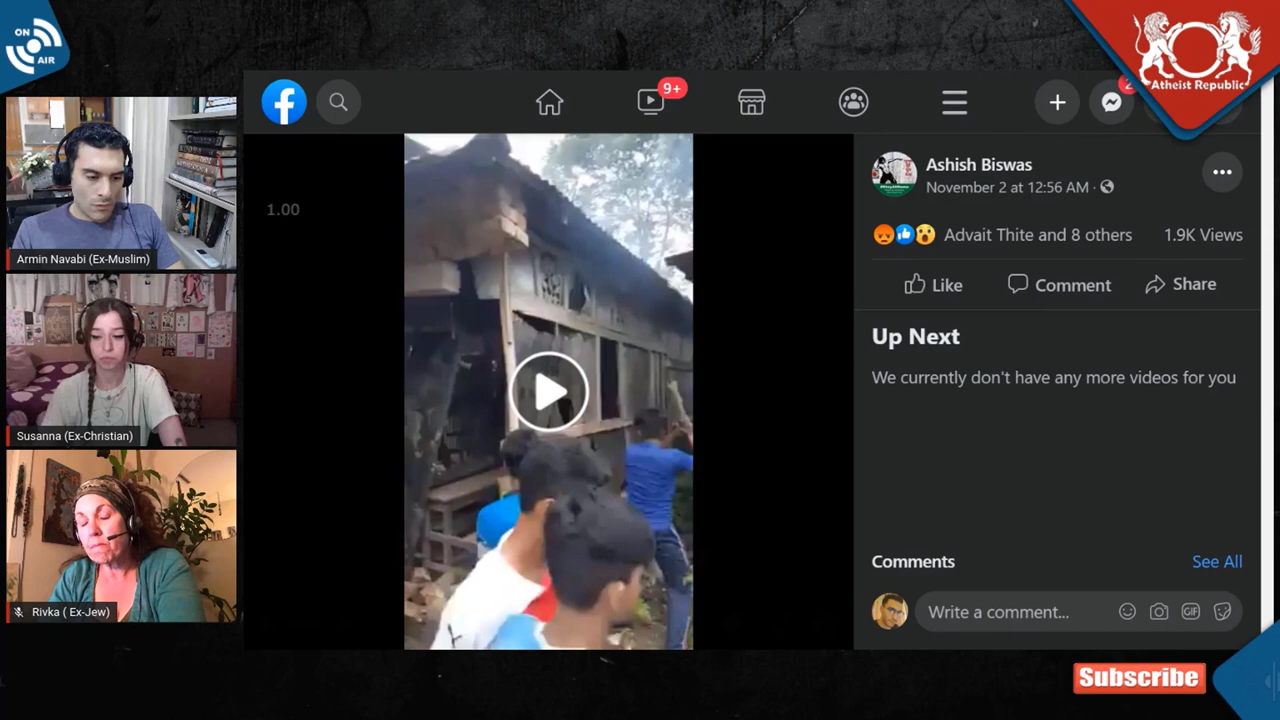 ON
AIR
Atheist Republic
Armin Navabi (Ex-Muslim)
Susanna (Ex-Christian)
Rivka ( Ex-Jew)
9+
2
1.00
Ashish Biswas
November 2 at 12:56 AM ·
Advait Thite and 8 others 1.9K Views
Like Comment Share
Up Next
We currently don't have any more videos for you
Comments See All
Write a comment...
GIF
Subscribe